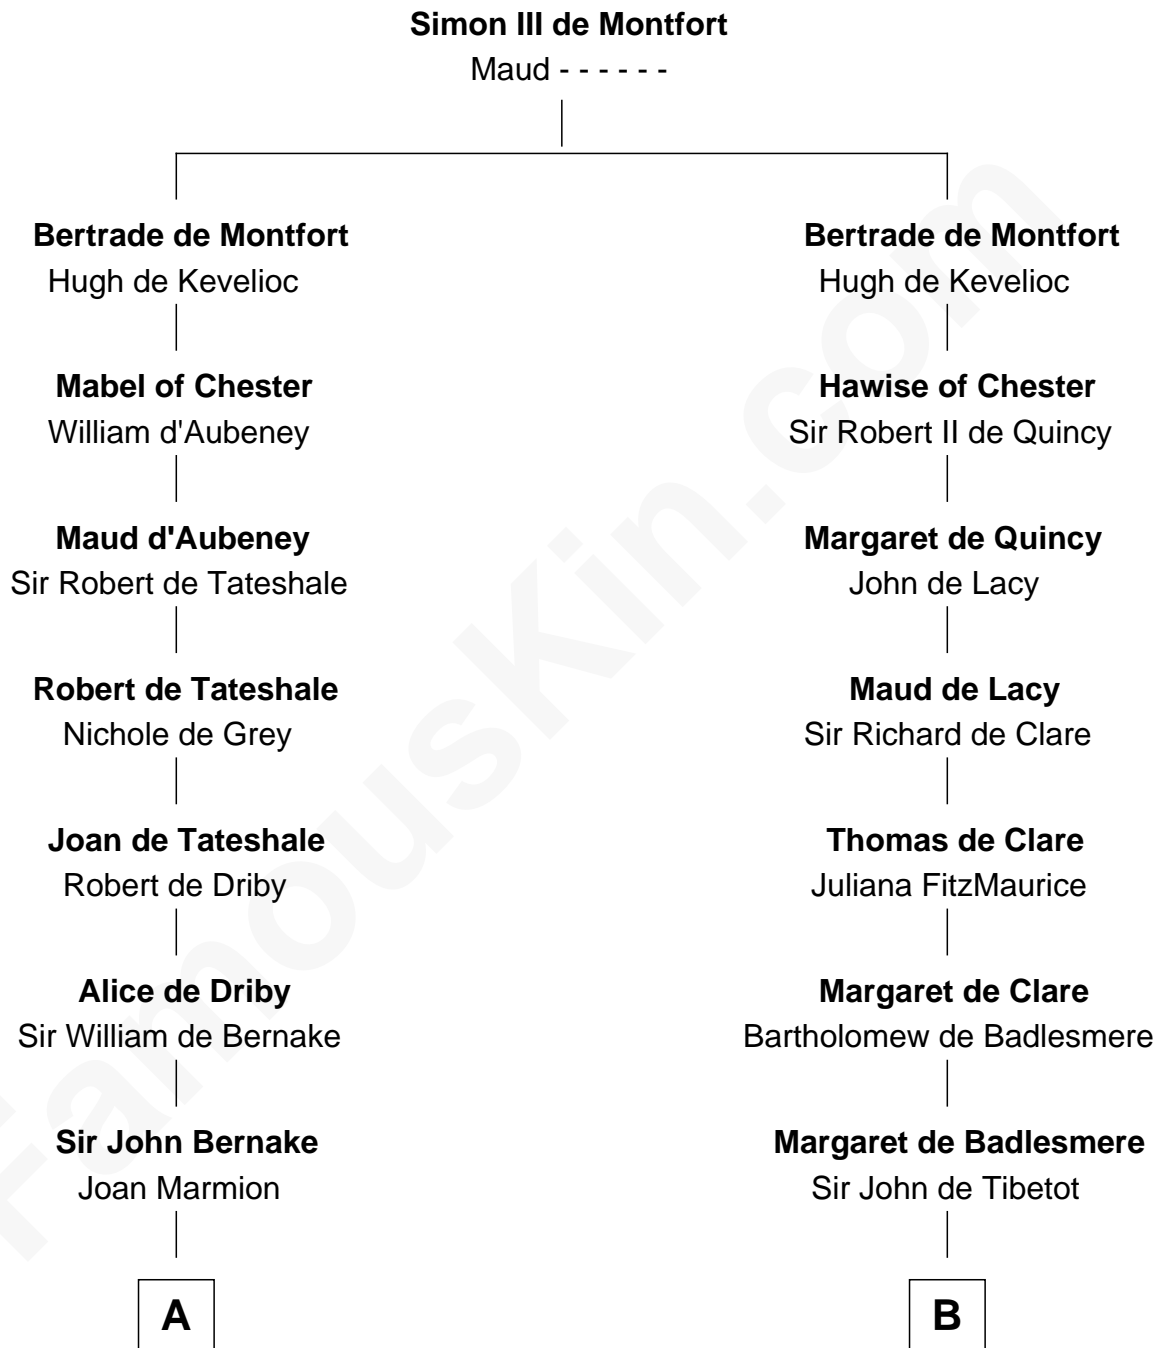 Simon III de Montfort
Maud - - - - - -
Bertrade de Montfort
Hugh de Kevelioc
Mabel of Chester
William d'Aubeney
Maud d'Aubeney
Sir Robert de Tateshale
Robert de Tateshale
Nichole de Grey
Joan de Tateshale
Robert de Driby
Alice de Driby
Sir William de Bernake
Sir John Bernake
Joan Marmion
A
Bertrade de Montfort
Hugh de Kevelioc
Hawise of Chester
Sir Robert II de Quincy
Margaret de Quincy
John de Lacy
Maud de Lacy
Sir Richard de Clare
Thomas de Clare
Juliana FitzMaurice
Margaret de Clare
Bartholomew de Badlesmere
Margaret de Badlesmere
Sir John de Tibetot
B
FamousKin.com